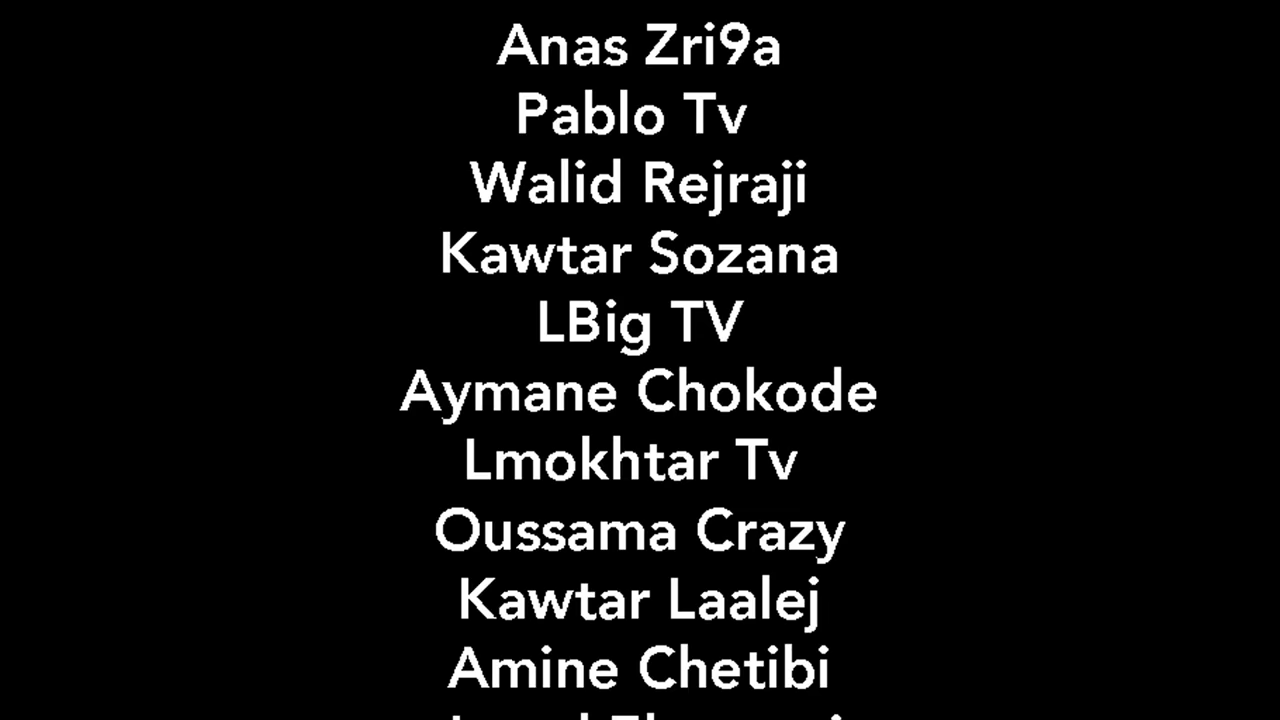 Anas Zri9a
Pablo Tv
Walid Rejraji
Kawtar Sozana
LBig TV
Aymane Chokode
Lmokhtar Tv
Oussama Crazy
Kawtar Laalej
Amine Chetibi